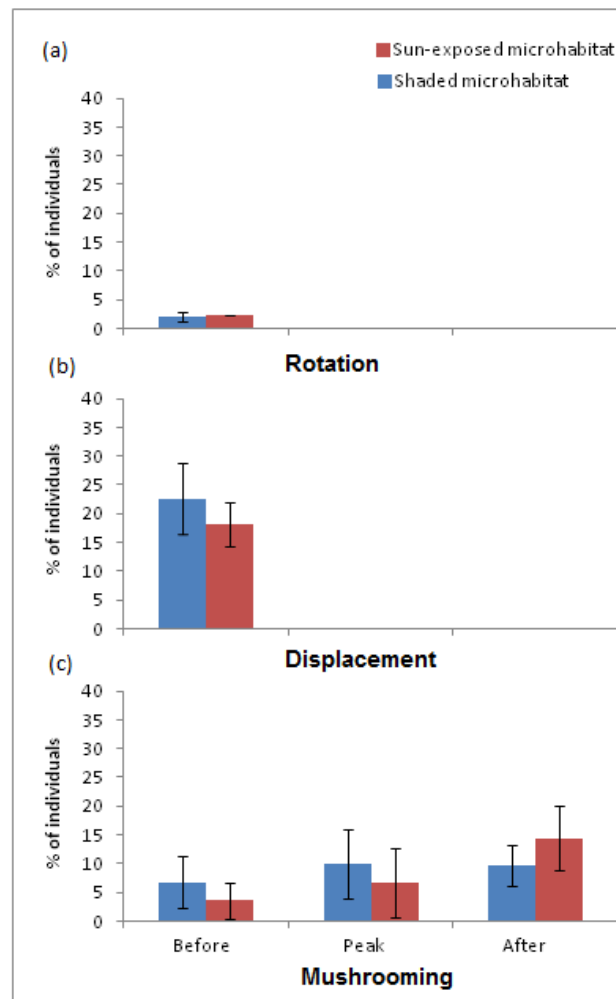 (a)
Sun-exposed microhabitat
Shaded microhabitat
% of individuals
40
35
30
25
20
15
10
5
0
Rotation
(b)
% of individuals
40
35
30
25
20
15
10
5
0
Displacement
(c)
% of individuals
40
35
30
25
20
15
10
5
0
Before Peak After
Mushrooming